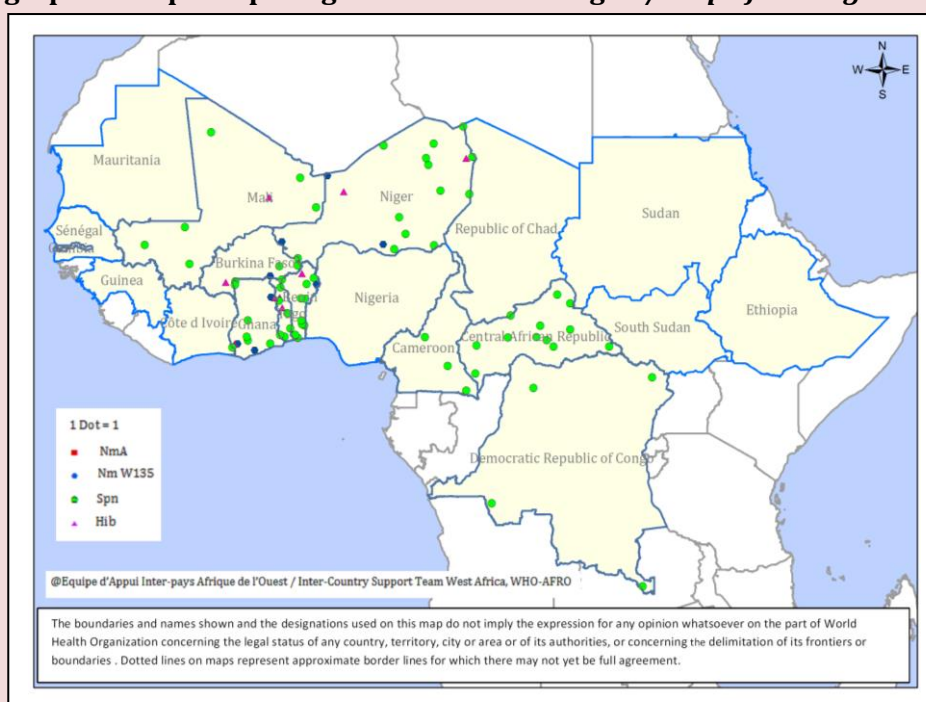 N
W E
S
Mauritania
Mali
Niger
Republic of Chad
Sudan
Sénégal
Gambia
Guinea
Burkina Faso
Benin
Togo
Côte d Ivoire
Ghana
Nigeria
Cameroon
Central African Republic
South Sudan
Ethiopia
Democratic Republic of Congo
1 Dot = 1
NmA
Nm W135
Spn
Hib
@Equipe d'Appui Inter-pays Afrique de l'Ouest / Inter-Country Support Team West Africa, WHO-AFRO
The boundaries and names shown and the designations used on this map do not imply the expression for any opinion whatsoever on the part of World
Health Organization concerning the legal status of any country, territory, city or area or of its authorities, or concerning the delimitation of its frontiers or
boundaries . Dotted lines on maps represent approximate border lines for which there may not yet be full agreement.